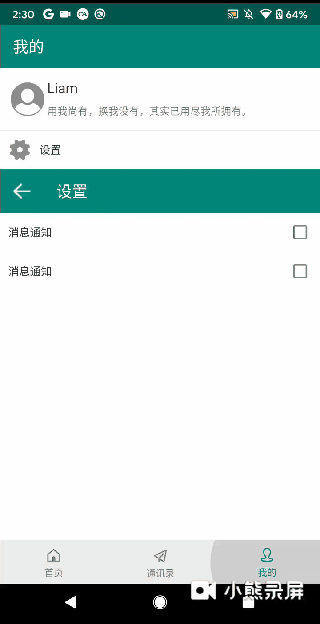 2:30
64%
我的
Liam
用我尚有，换我没有，其实已用尽我所拥有。
设置
设置
消息通知
消息通知
首页
通讯录
我的
小熊录屏